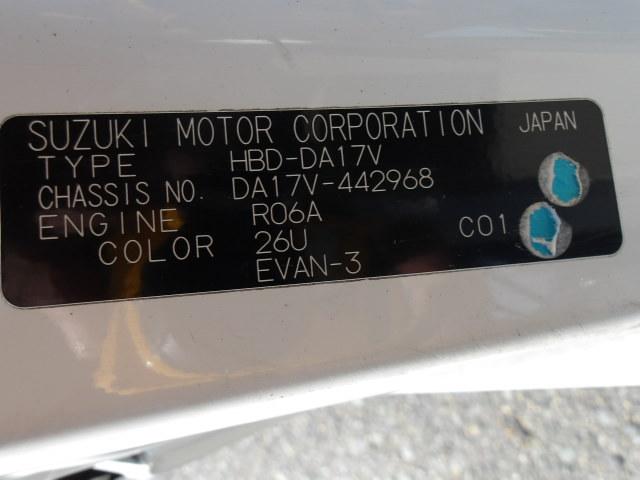 SUZUKI MOTOR CORPORATION JAPAN
TYPE HBD-DA17V
CHASSIS NO. DA17V-442968
ENGINE R06A
COLOR 26U C01
EVAN-3